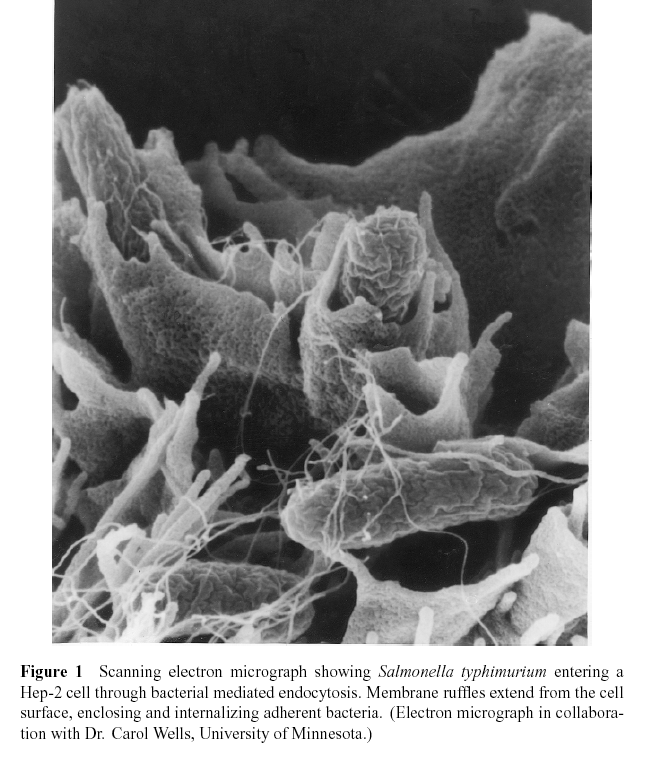 Figure 1 Scanning electron micrograph showing Salmonella typhimurium entering a
Hep-2 cell through bacterial mediated endocytosis. Membrane ruffles extend from the cell
surface, enclosing and internalizing adherent bacteria. (Electron micrograph in collabora-
tion with Dr. Carol Wells, University of Minnesota.)